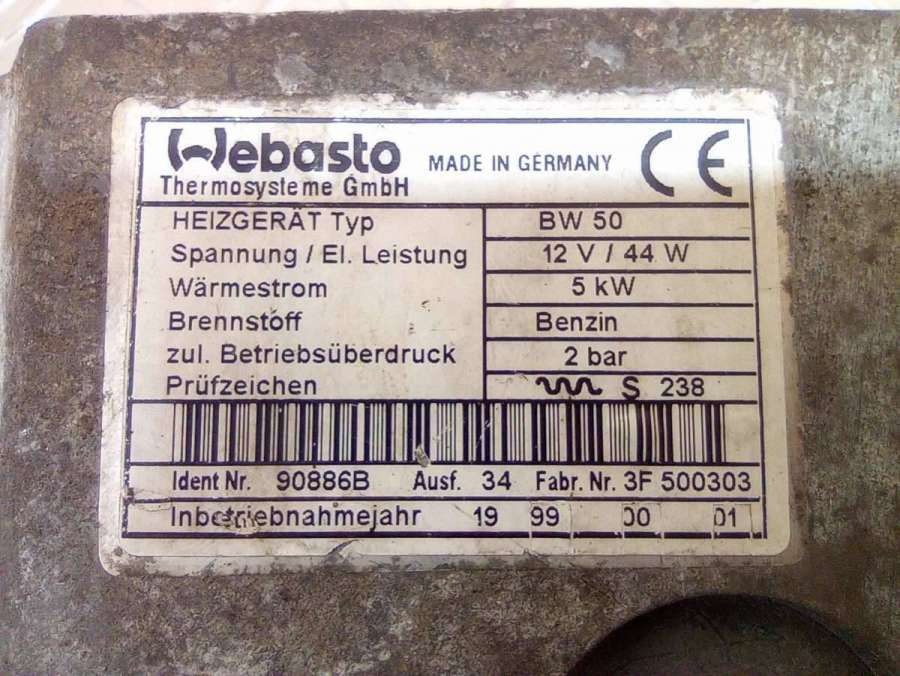 Webasto MADE IN GERMANY CE
Thermosysteme GmbH
HEIZGERÄT Typ BW 50
Spannung / El. Leistung 12 V / 44 W
Wärmestrom 5 kW
Brennstoff Benzin
zul. Betriebsüberdruck 2 bar
Prüfzeichen S 238
Ident Nr. 90886B Ausf. 34 Fabr. Nr. 3F 500303
Inbetriebnahmejahr 19 99 00 01